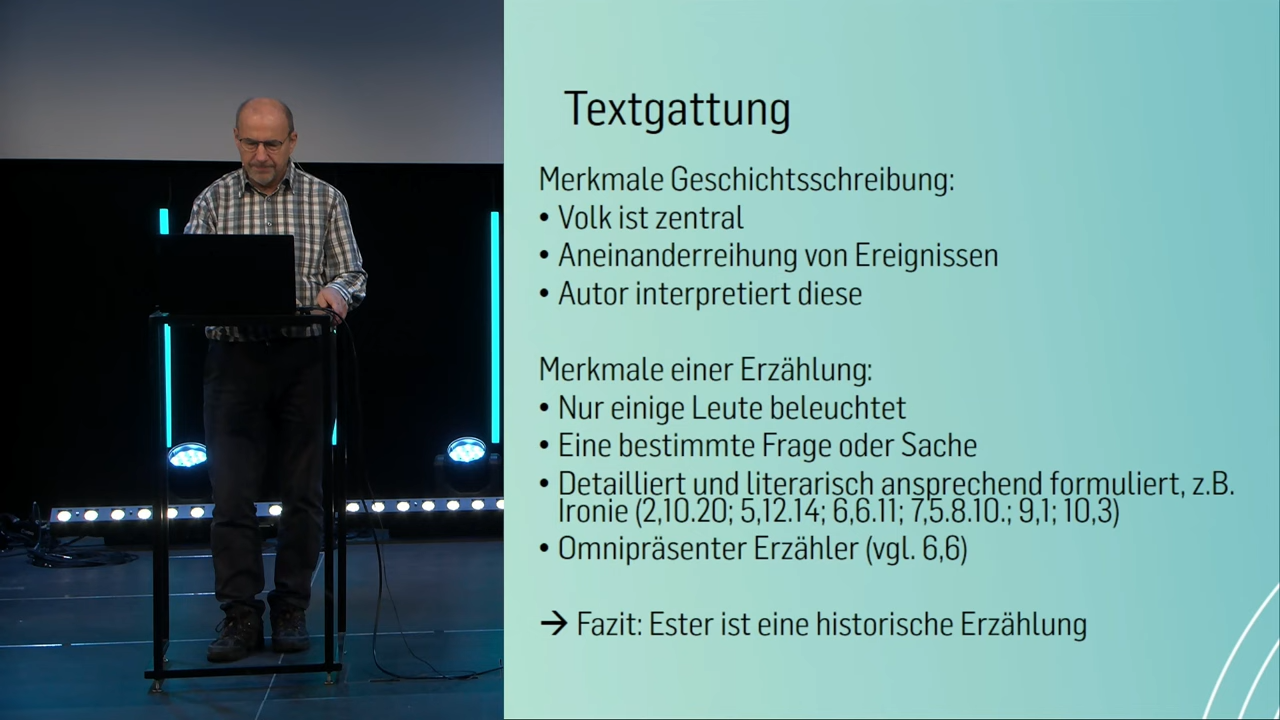 Textgattung
Merkmale Geschichtsschreibung:
• Volk ist zentral
• Aneinanderreihung von Ereignissen
• Autor interpretiert diese
Merkmale einer Erzählung:
• Nur einige Leute beleuchtet
• Eine bestimmte Frage oder Sache
• Detailliert und literarisch ansprechend formuliert, z.B.
Ironie (2,10.20; 5,12.14; 6,6.11; 7,5.8.10.; 9,1; 10,3)
• Omnipräsenter Erzähler (vgl. 6,6)
→ Fazit: Ester ist eine historische Erzählung